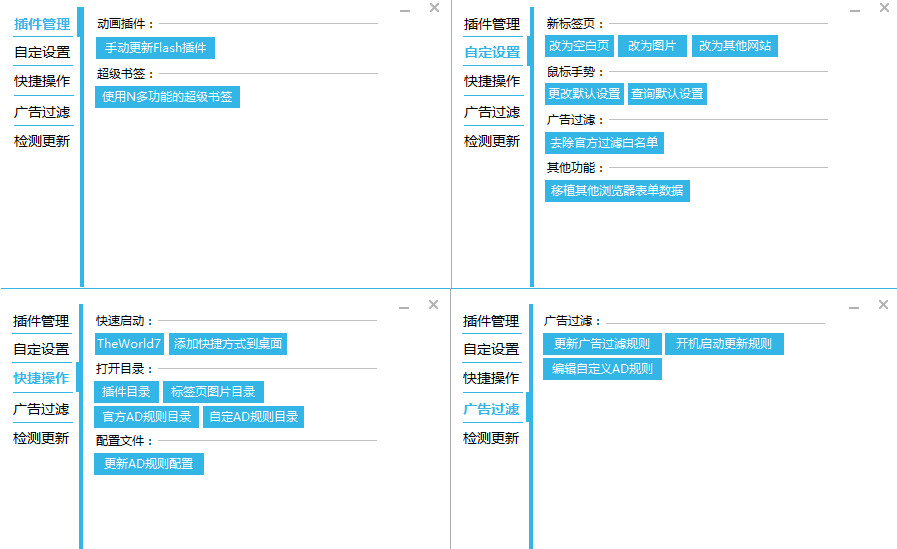 插件管理
自定设置
快捷操作
广告过滤
检测更新
动画插件：
手动更新Flash插件
超级书签：
使用N多功能的超级书签
插件管理
自定设置
快捷操作
广告过滤
检测更新
新标签页：
改为空白页 改为图片 改为其他网站
鼠标手势：
更改默认设置 查询默认设置
广告过滤：
去除官方过滤白名单
其他功能：
移植其他浏览器表单数据
插件管理
自定设置
快捷操作
广告过滤
检测更新
快速启动：
TheWorld7 添加快捷方式到桌面
打开目录：
插件目录 标签页图片目录
官方AD规则目录 自定AD规则目录
配置文件：
更新AD规则配置
插件管理
自定设置
快捷操作
广告过滤
检测更新
广告过滤：
更新广告过滤规则 开机启动更新规则
编辑自定义AD规则